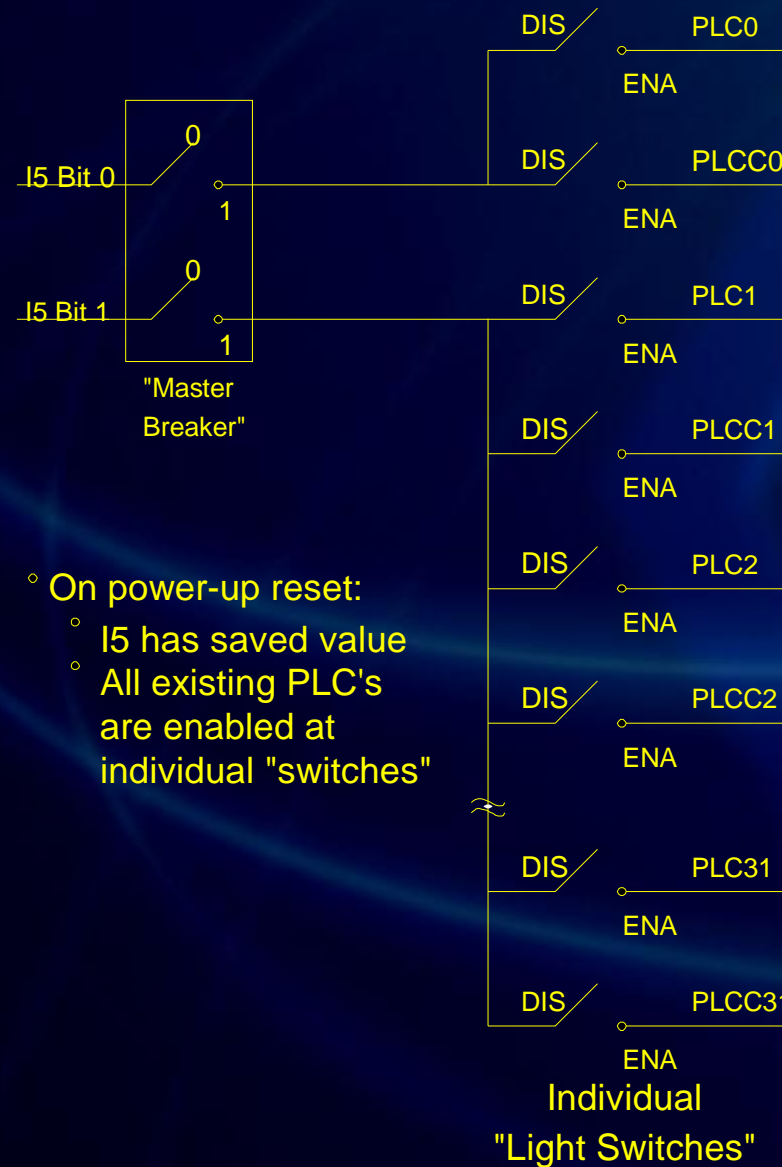 DIS PLC0
ENA
0
I5 Bit 0
1
DIS PLCC0
ENA
0
I5 Bit 1
1
DIS PLC1
ENA
"Master
Breaker"
DIS PLCC1
ENA
On power-up reset:
I5 has saved value
All existing PLC's
are enabled at
individual "switches"
DIS PLC2
ENA
DIS PLCC2
ENA
DIS PLC31
ENA
DIS PLCC31
ENA
Individual
"Light Switches"